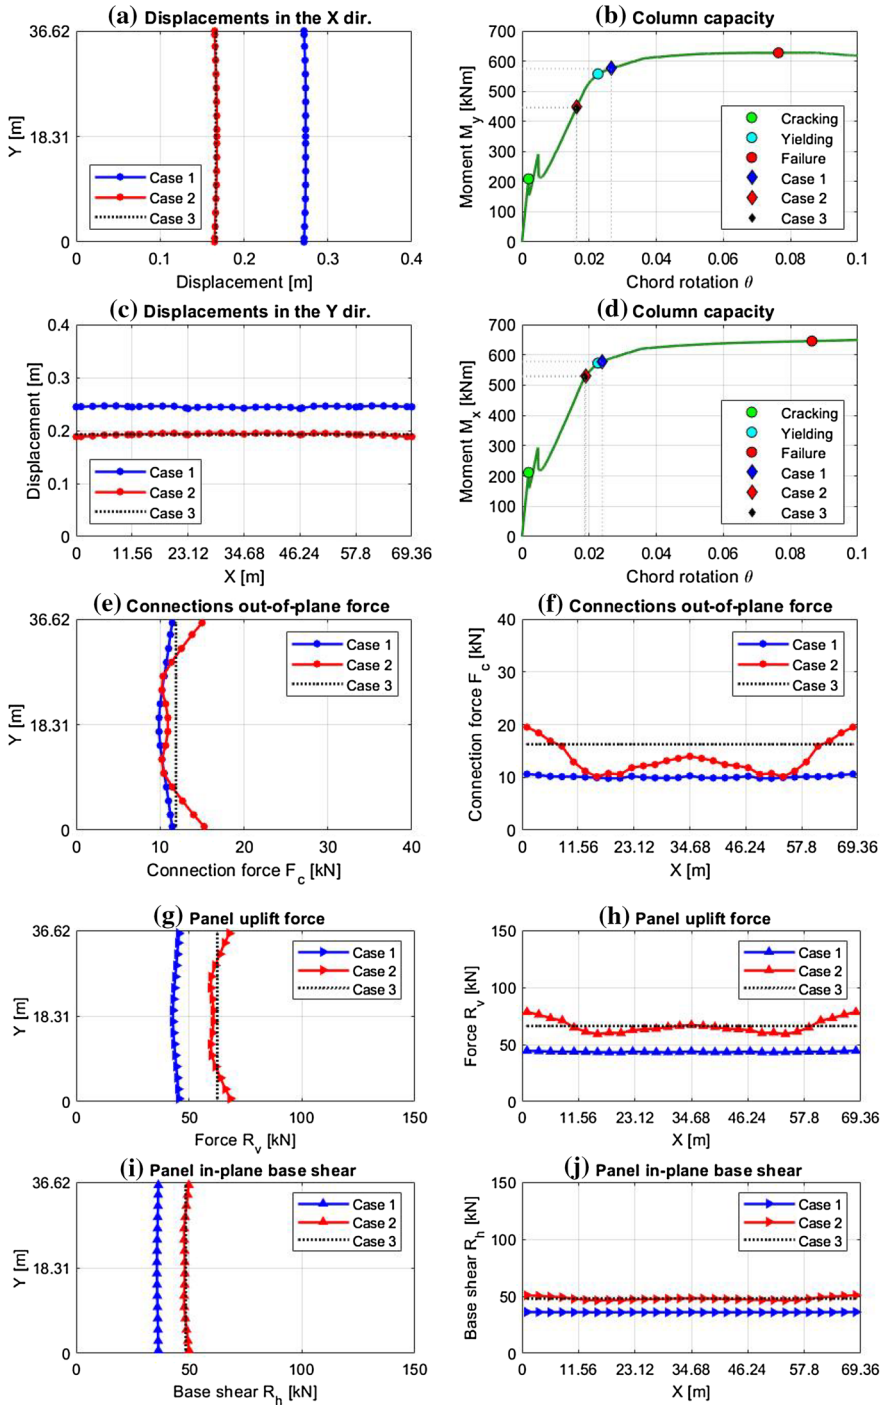 (a) Displacements in the X dir.
36.62
18.31
0
Y [m]
Case 1
Case 2
Case 3
0 0.1 0.2 0.3 0.4
Displacement [m]
(b) Column capacity
700
600
500
400
300
200
100
0
Moment M_y [kNm]
Cracking
Yielding
Failure
Case 1
Case 2
Case 3
0 0.02 0.04 0.06 0.08 0.1
Chord rotation θ
(c) Displacements in the Y dir.
0.4
0.3
0.2
0.1
0
Displacement [m]
Case 1
Case 2
Case 3
0 11.56 23.12 34.68 46.24 57.8 69.36
X [m]
(d) Column capacity
700
600
500
400
300
200
100
0
Moment M_x [kNm]
Cracking
Yielding
Failure
Case 1
Case 2
Case 3
0 0.02 0.04 0.06 0.08 0.1
Chord rotation θ
(e) Connections out-of-plane force
36.62
18.31
0
Y [m]
Case 1
Case 2
Case 3
0 10 20 30 40
Connection force F_c [kN]
(f) Connections out-of-plane force
40
30
20
10
0
Connection force F_c [kN]
Case 1
Case 2
Case 3
0 11.56 23.12 34.68 46.24 57.8 69.36
X [m]
(g) Panel uplift force
36.62
18.31
0
Y [m]
Case 1
Case 2
Case 3
0 50 100 150
Force R_v [kN]
(h) Panel uplift force
150
100
50
0
Force R_v [kN]
Case 1
Case 2
Case 3
0 11.56 23.12 34.68 46.24 57.8 69.36
X [m]
(i) Panel in-plane base shear
36.62
18.31
0
Y [m]
Case 1
Case 2
Case 3
0 50 100 150
Base shear R_h [kN]
(j) Panel in-plane base shear
150
100
50
0
Base shear R_h [kN]
Case 1
Case 2
Case 3
0 11.56 23.12 34.68 46.24 57.8 69.36
X [m]